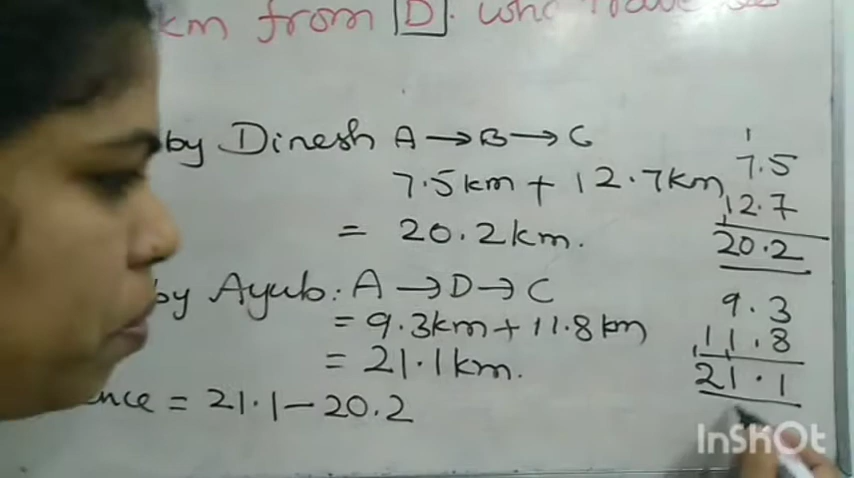 km from D. who
by Dinesh A → B → C
7.5km + 12.7km
= 20.2km.
by Ayub: A → D → C
= 9.3km + 11.8km
= 21.1km.
nce = 21.1 - 20.2
1
7.5
12.7
20.2
9.3
11.8
21.1
InShOt